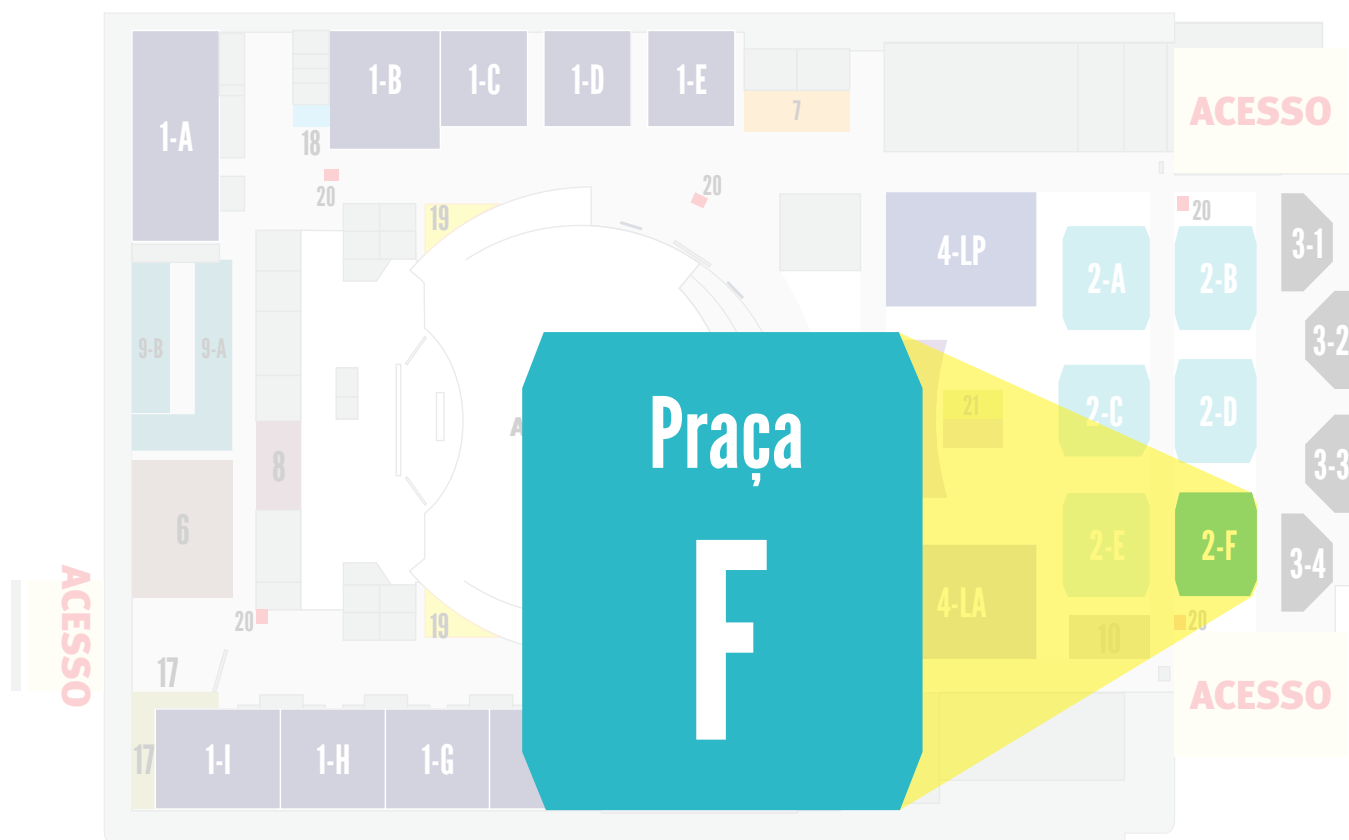 ACESSO
1-A
1-B
1-C
1-D
1-E
7
18
20
20
19
4-LP
2-A
2-B
20
3-1
3-2
9-B
9-A
8
6
21
2-C
2-D
3-3
Praça
F
2-E
2-F
3-4
4-LA
10
20
ACESSO
20
19
17
17
1-I
1-H
1-G
ACESSO